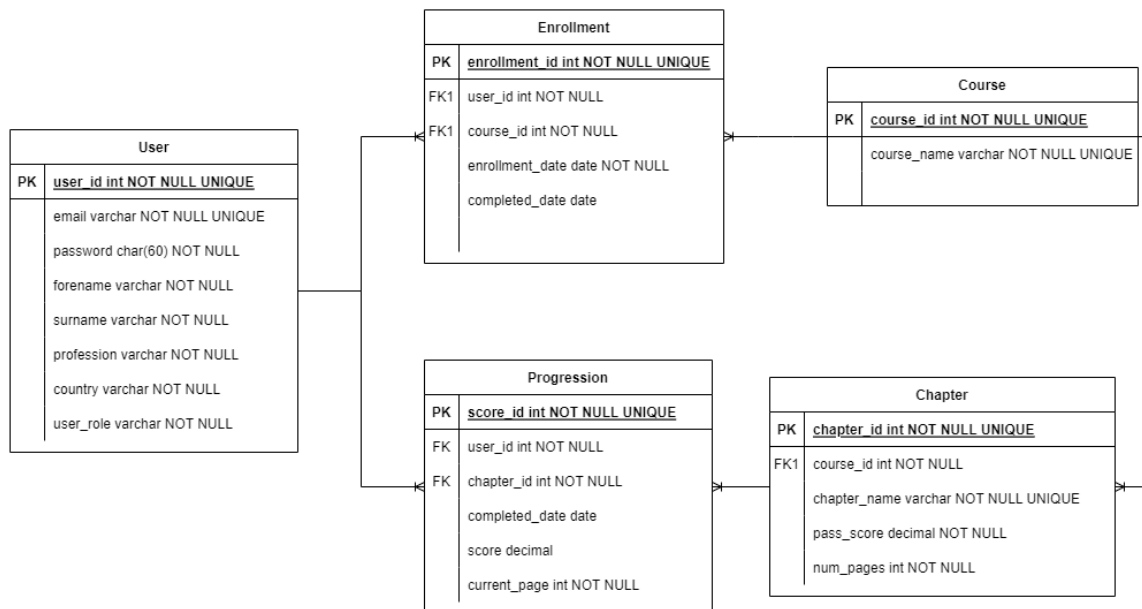 Enrollment
PK enrollment_id int NOT NULL UNIQUE
FK1 user_id int NOT NULL
FK1 course_id int NOT NULL
enrollment_date date NOT NULL
completed_date date
Course
PK course_id int NOT NULL UNIQUE
course_name varchar NOT NULL UNIQUE
User
PK user_id int NOT NULL UNIQUE
email varchar NOT NULL UNIQUE
password char(60) NOT NULL
forename varchar NOT NULL
surname varchar NOT NULL
profession varchar NOT NULL
country varchar NOT NULL
user_role varchar NOT NULL
Progression
PK score_id int NOT NULL UNIQUE
FK user_id int NOT NULL
FK chapter_id int NOT NULL
completed_date date
score decimal
current_page int NOT NULL
Chapter
PK chapter_id int NOT NULL UNIQUE
FK1 course_id int NOT NULL
chapter_name varchar NOT NULL UNIQUE
pass_score decimal NOT NULL
num_pages int NOT NULL